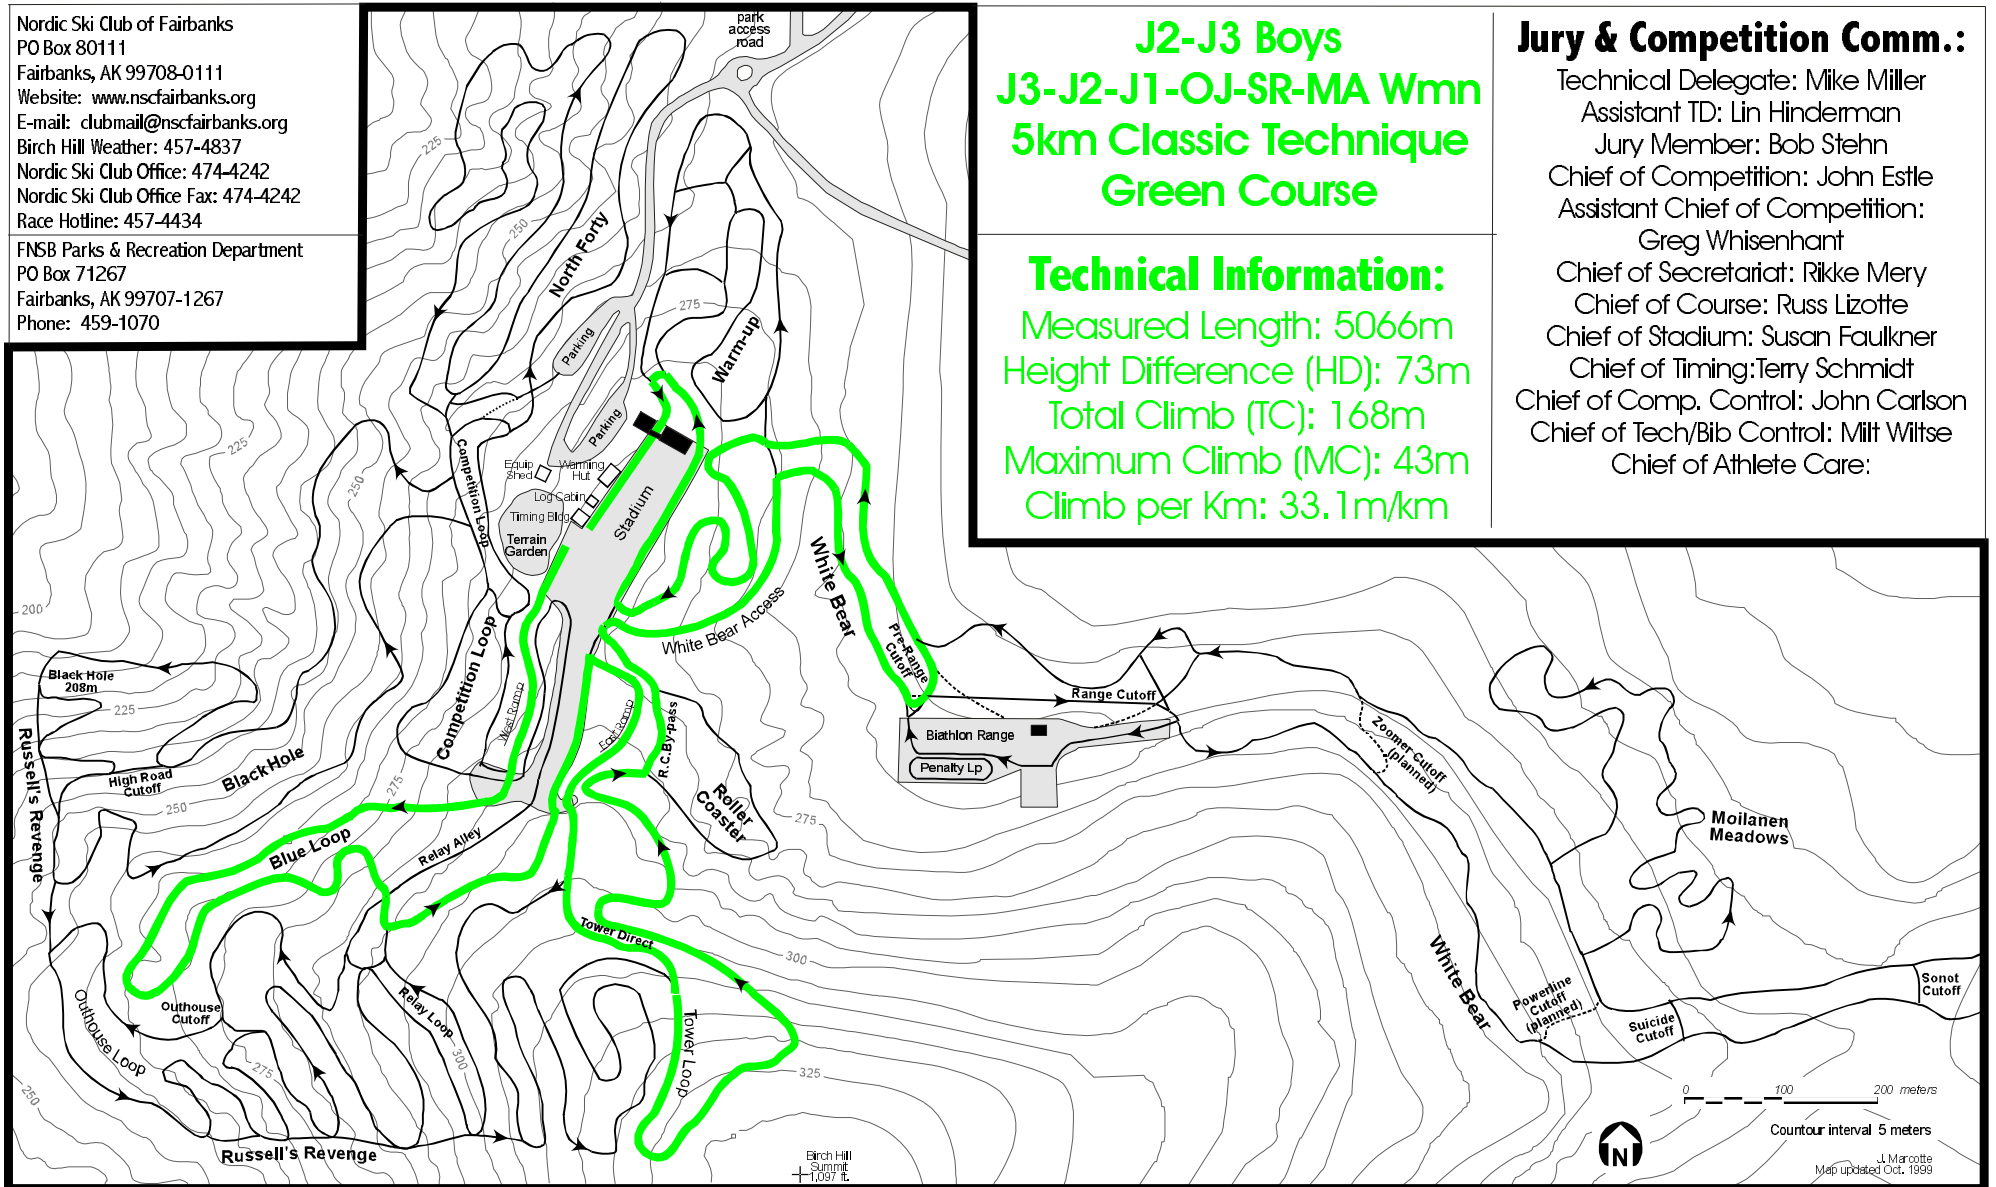 Nordic Ski Club of Fairbanks
PO Box 80111
Fairbanks, AK 99708-0111
Website: www.nscfairbanks.org
E-mail: clubmail@nscfairbanks.org
Birch Hill Weather: 457-4837
Nordic Ski Club Office: 474-4242
Nordic Ski Club Office Fax: 474-4242
Race Hotline: 457-4434
FNSB Parks & Recreation Department
PO Box 71267
Fairbanks, AK 99707-1267
Phone: 459-1070
J2-J3 Boys
J3-J2-J1-OJ-SR-MA Wmn
5km Classic Technique
Green Course
Technical Information:
Measured Length: 5066m
Height Difference (HD): 73m
Total Climb (TC): 168m
Maximum Climb (MC): 43m
Climb per Km: 33.1m/km
Jury & Competition Comm.:
Technical Delegate: Mike Miller
Assistant TD: Lin Hinderman
Jury Member: Bob Stehn
Chief of Competition: John Estle
Assistant Chief of Competition:
Greg Whisenhant
Chief of Secretariat: Rikke Mery
Chief of Course: Russ Lizotte
Chief of Stadium: Susan Faulkner
Chief of Timing:Terry Schmidt
Chief of Comp. Control: John Carlson
Chief of Tech/Bib Control: Milt Wiltse
Chief of Athlete Care:
park
access
road
225
250
North Forty
275
Parking
Warm-up
Parking
225
250
Competition Loop
Equip
Shed
Warming
Hut
Log Cabin
Timing Bldg
Terrain
Garden
Stadium
200
White Bear
White Bear Access
Pre-Range
Cutoff
Competition Loop
West Ramp
East Ramp
R.C.By-pass
Black Hole
208m
225
Russell's Revenge
High Road
Cutoff
Black Hole
250
275
Blue Loop
Relay Alley
Roller
Coaster
275
Range Cutoff
Biathlon Range
Penalty Lp
Zoomer Cutoff
(planned)
Moilanen
Meadows
Tower Direct
300
White Bear
Powerline
Cutoff
(planned)
Suicide
Cutoff
Sonot
Cutoff
Outhouse
Cutoff
Outhouse Loop
Relay Loop
300
275
250
Tower Loop
325
Russell's Revenge
Birch Hill
Summit
1,097 ft.
0 100 200 meters
N
Countour interval 5 meters
J. Marcotte
Map updated Oct. 1999